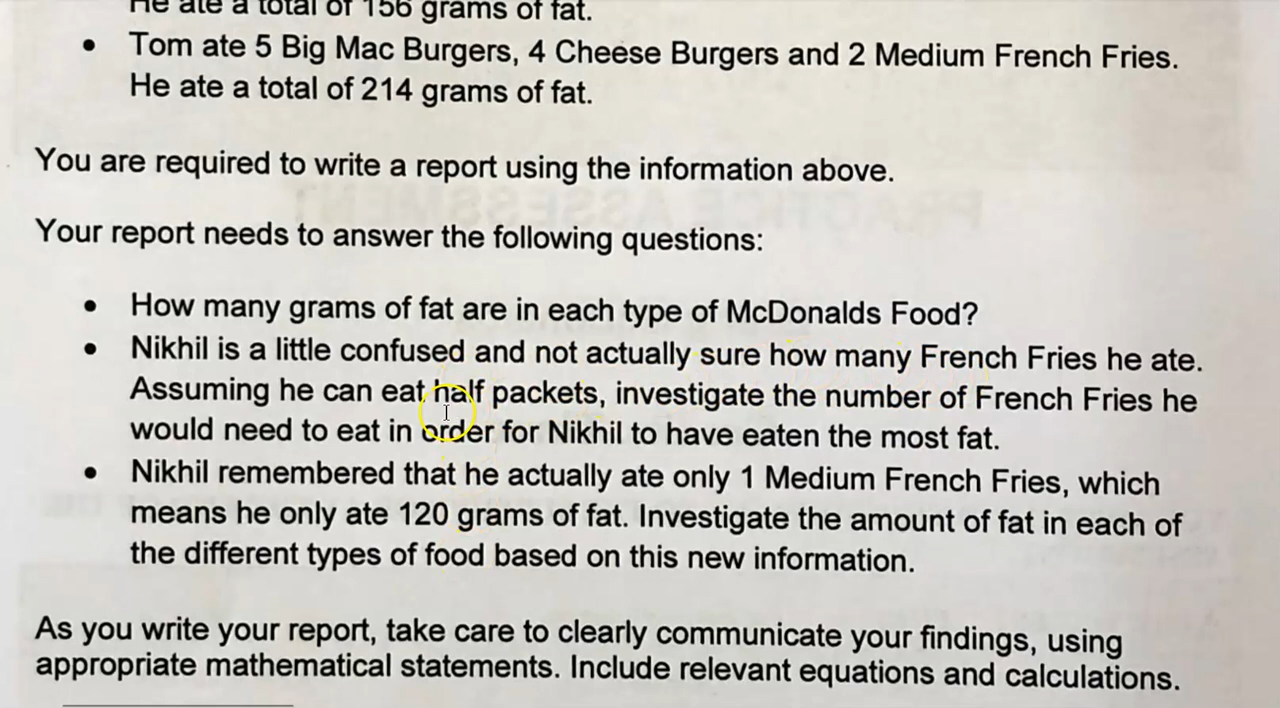 He ate a total of 156 grams of fat.
• Tom ate 5 Big Mac Burgers, 4 Cheese Burgers and 2 Medium French Fries.
He ate a total of 214 grams of fat.
You are required to write a report using the information above.
Your report needs to answer the following questions:
• How many grams of fat are in each type of McDonalds Food?
• Nikhil is a little confused and not actually sure how many French Fries he ate.
Assuming he can eat half packets, investigate the number of French Fries he
would need to eat in order for Nikhil to have eaten the most fat.
• Nikhil remembered that he actually ate only 1 Medium French Fries, which
means he only ate 120 grams of fat. Investigate the amount of fat in each of
the different types of food based on this new information.
As you write your report, take care to clearly communicate your findings, using
appropriate mathematical statements. Include relevant equations and calculations.